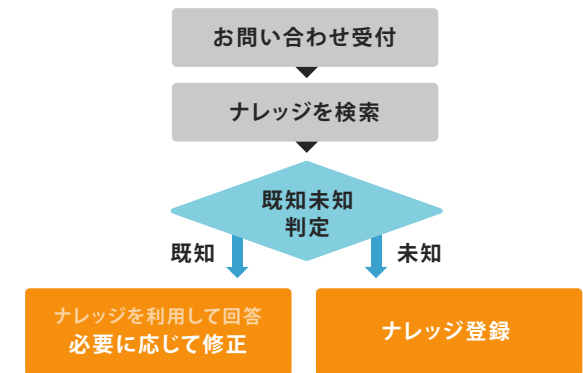 お問い合わせ受付
ナレッジを検索
既知未知
判定
既知
未知
ナレッジを利用して回答
必要に応じて修正
ナレッジ登録